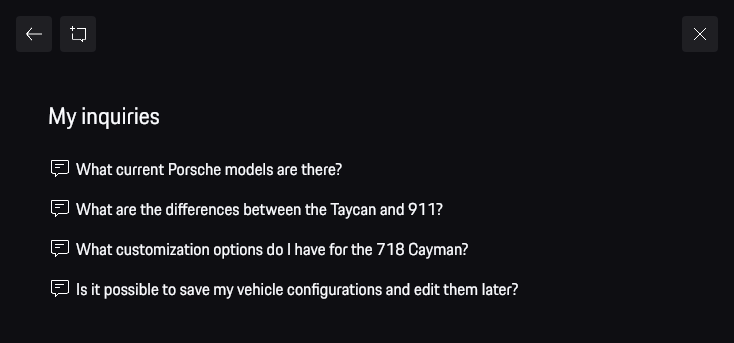 My inquiries
What current Porsche models are there?
What are the differences between the Taycan and 911?
What customization options do I have for the 718 Cayman?
Is it possible to save my vehicle configurations and edit them later?